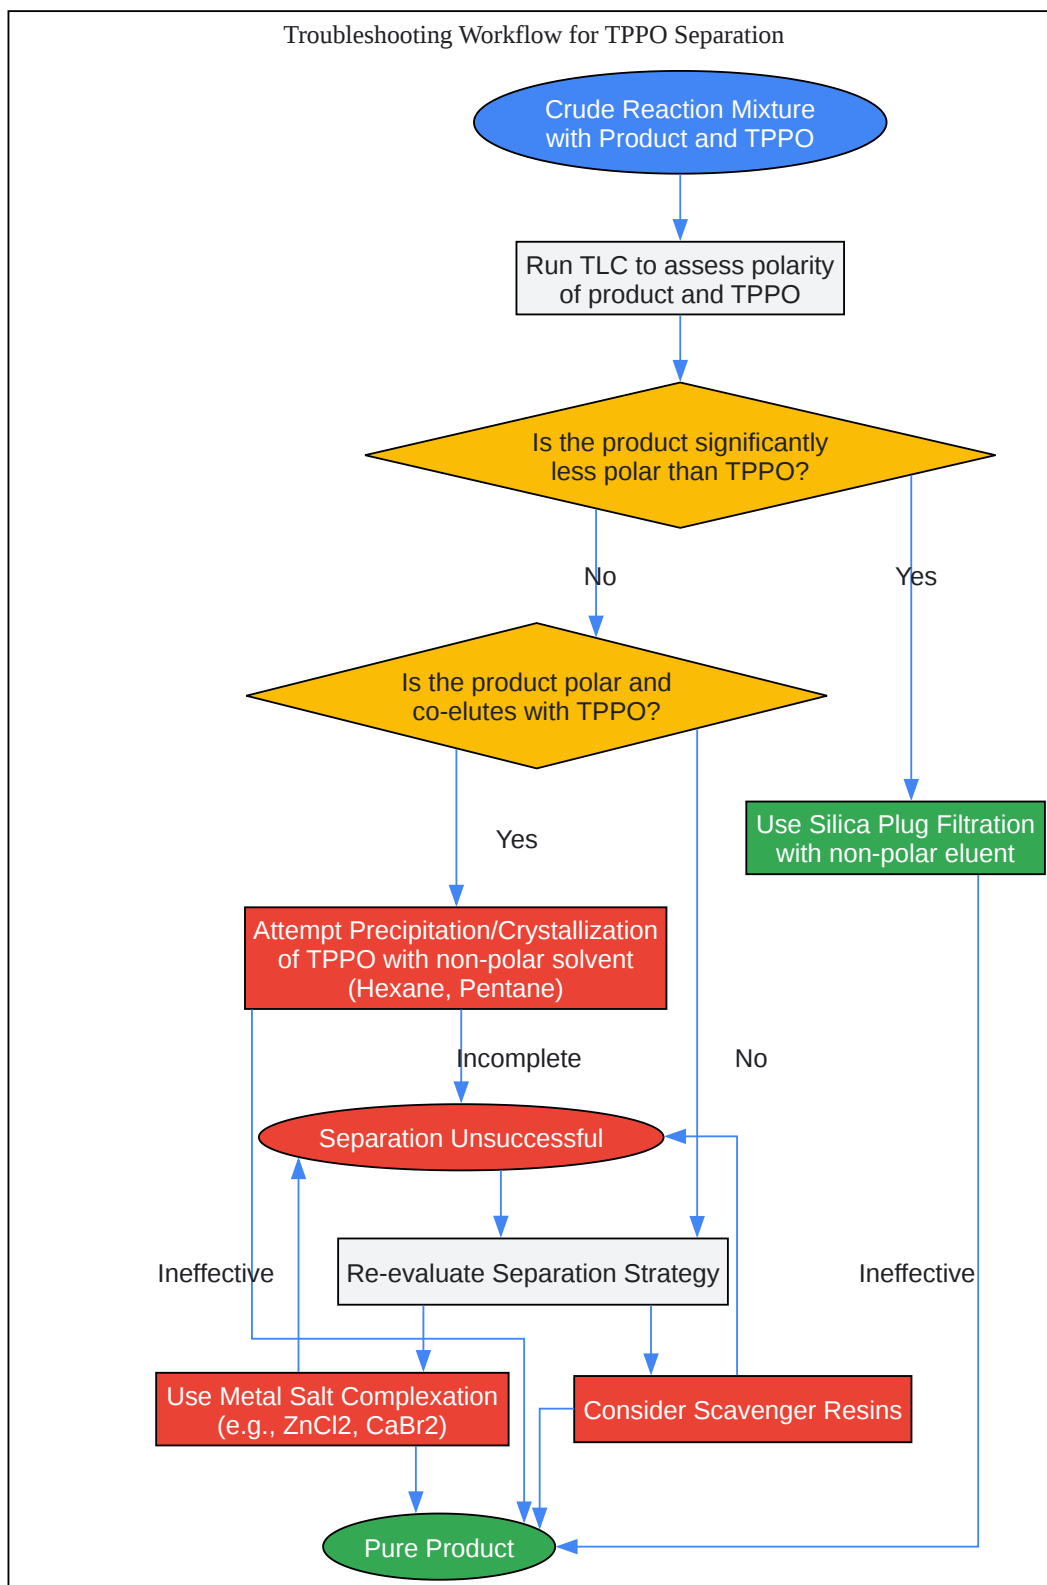 Troubleshooting Workflow for TPPO Separation
Crude Reaction Mixture
with Product and TPPO
Run TLC to assess polarity
of product and TPPO
Is the product significantly
less polar than TPPO?
No
Yes
Is the product polar and
co-elutes with TPPO?
Use Silica Plug Filtration
with non-polar eluent
Yes
Attempt Precipitation/Crystallization
of TPPO with non-polar solvent
(Hexane, Pentane)
Incomplete
No
Separation Unsuccessful
Ineffective
Re-evaluate Separation Strategy
Ineffective
Use Metal Salt Complexation
(e.g., ZnCl2, CaBr2)
Consider Scavenger Resins
Pure Product